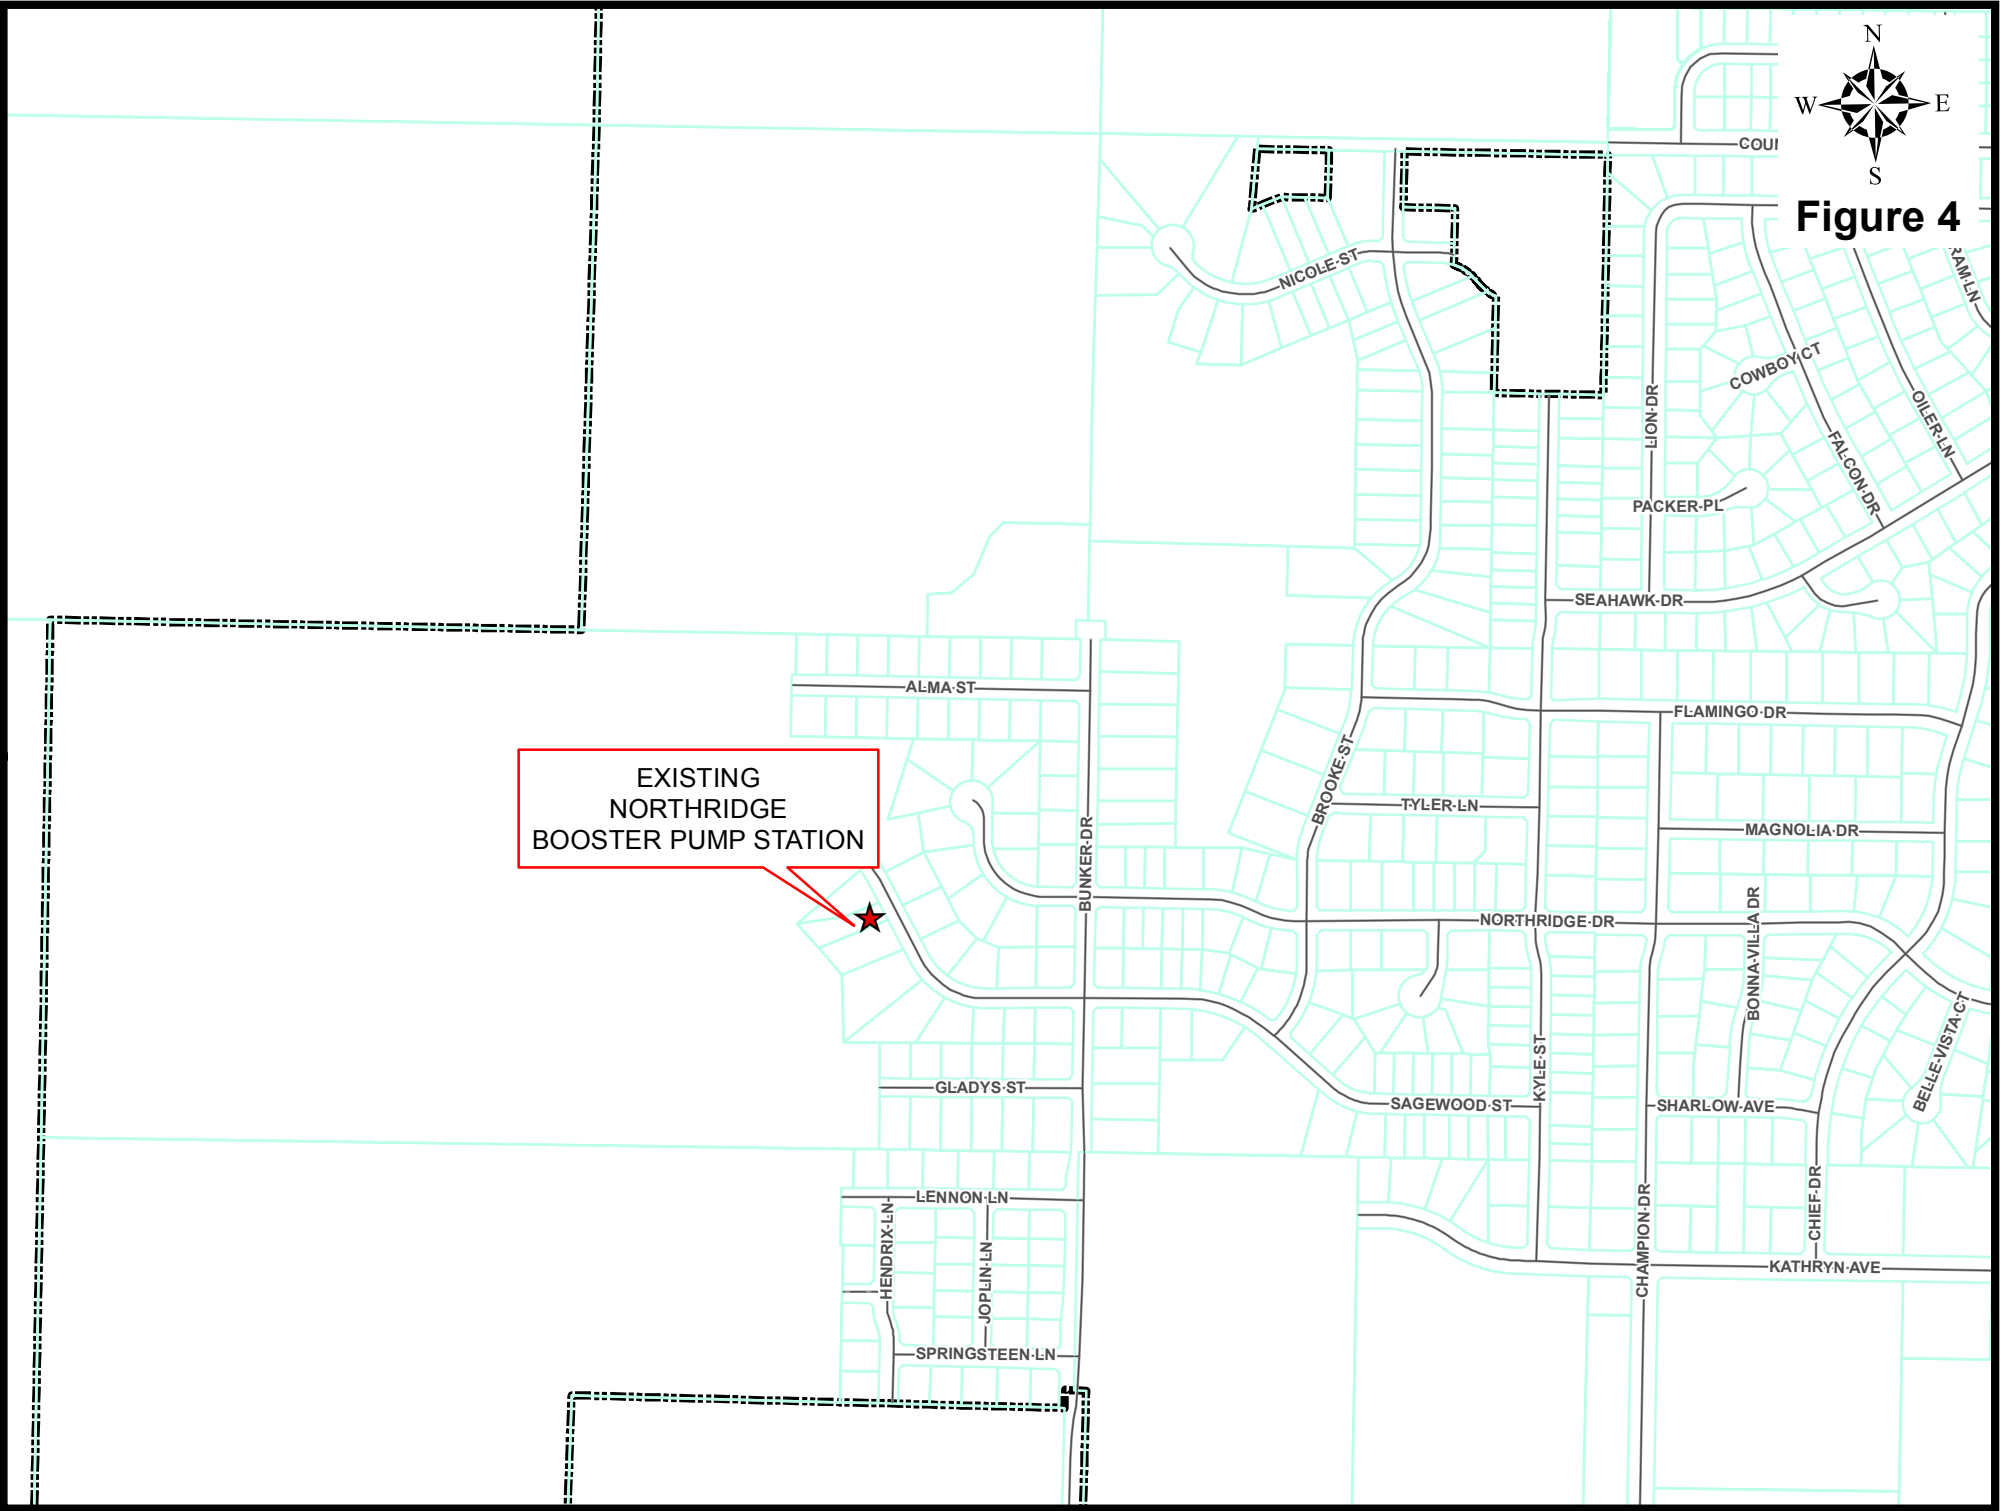 N
W E
S
Figure 4
NICOLE ST
COWBOY CT
LION DR
OILER LN
FALCON DR
PACKER PL
SEAHAWK DR
ALMA ST
FLAMINGO DR
EXISTING
NORTHRIDGE
BOOSTER PUMP STATION
BROOKE ST
TYLER LN
MAGNOLIA DR
BUNKER DR
NORTHRIDGE DR
BONNA VILLA DR
BELLE VISTA CT
KYLE ST
GLADYS ST
SAGEWOOD ST
SHARLOW AVE
LENNON LN
HENDRIX LN
JOPLIN LN
CHAMPION DR
CHIEF DR
KATHRYN AVE
SPRINGSTEEN LN